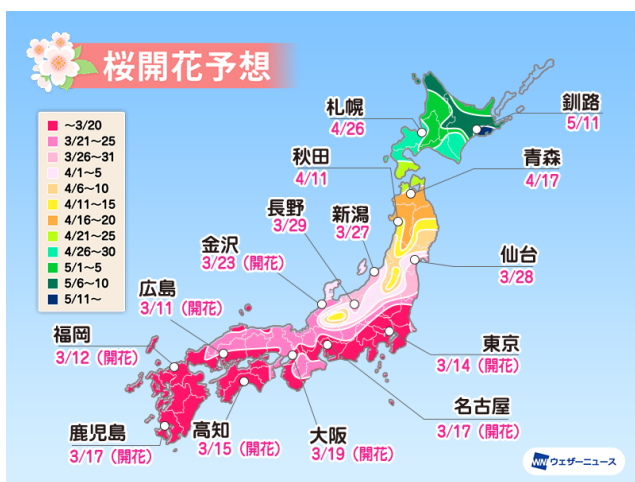 桜開花予想
～3/20
3/21～25
3/26～31
4/1～5
4/6～10
4/11～15
4/16～20
4/21～25
4/26～30
5/1～5
5/6～10
5/11～
札幌
4/26
釧路
5/11
秋田
4/11
青森
4/17
長野
3/29
新潟
3/27
金沢
3/23（開花）
仙台
3/28
広島
3/11（開花）
福岡
3/12（開花）
東京
3/14（開花）
名古屋
3/17（開花）
鹿児島
3/17（開花）
高知
3/15（開花）
大阪
3/19（開花）
WN ウェザーニュース